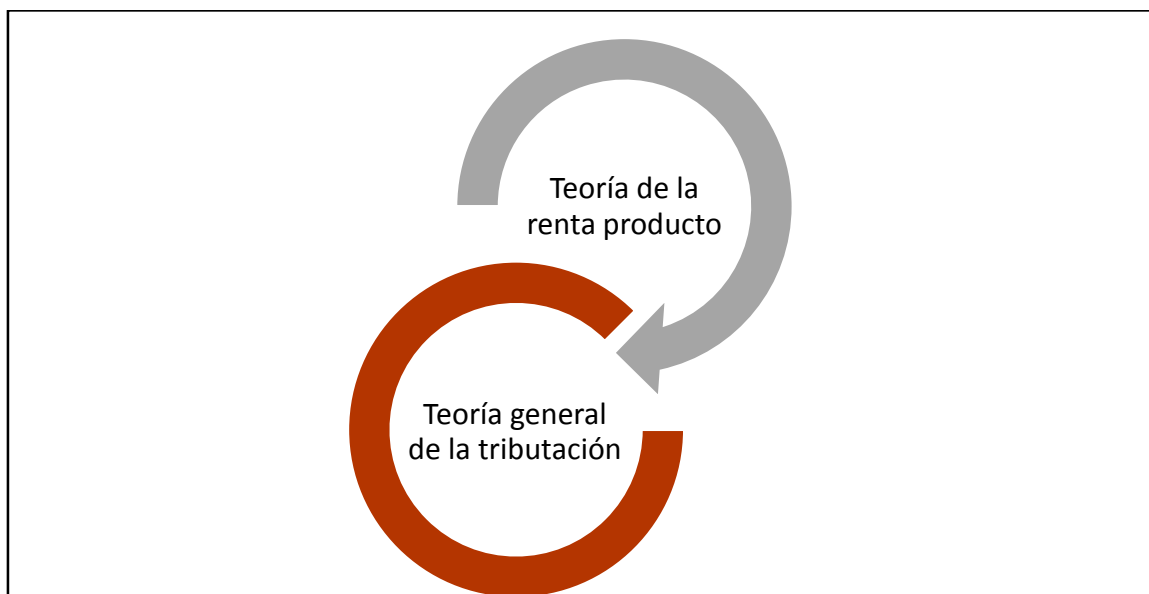 Teoría de la
renta producto
Teoría general
de la tributación